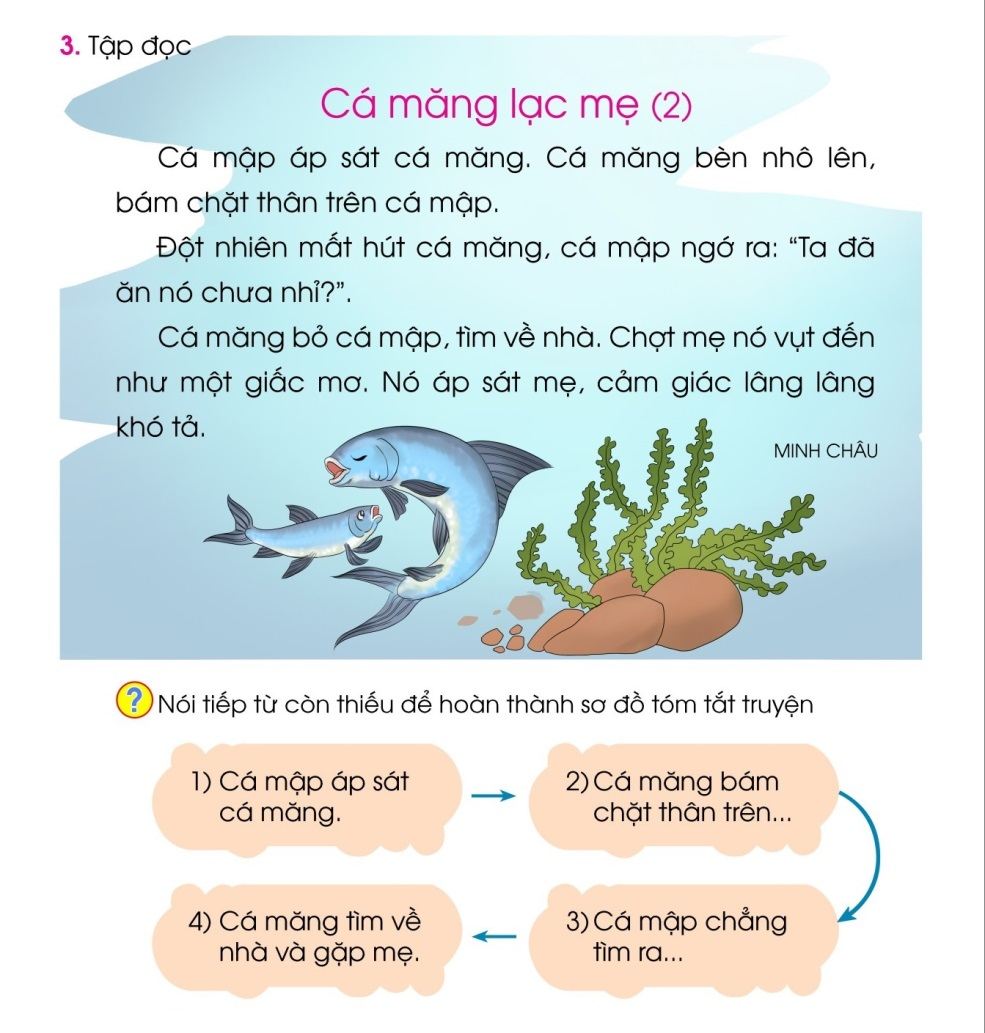 3. Tập đọc
Cá măng lạc mẹ (2)
Cá mập áp sát cá măng. Cá măng bèn nhô lên,
bám chặt thân trên cá mập.
Đột nhiên mất hút cá măng, cá mập ngớ ra: “Ta đã
ăn nó chưa nhỉ?”.
Cá măng bỏ cá mập, tìm về nhà. Chợt mẹ nó vụt đến
như một giấc mơ. Nó áp sát mẹ, cảm giác lâng lâng
khó tả.
MINH CHÂU
? Nói tiếp từ còn thiếu để hoàn thành sơ đồ tóm tắt truyện
1) Cá mập áp sát
cá măng.
2) Cá măng bám
chặt thân trên...
4) Cá măng tìm về
nhà và gặp mẹ.
3) Cá mập chẳng
tìm ra...